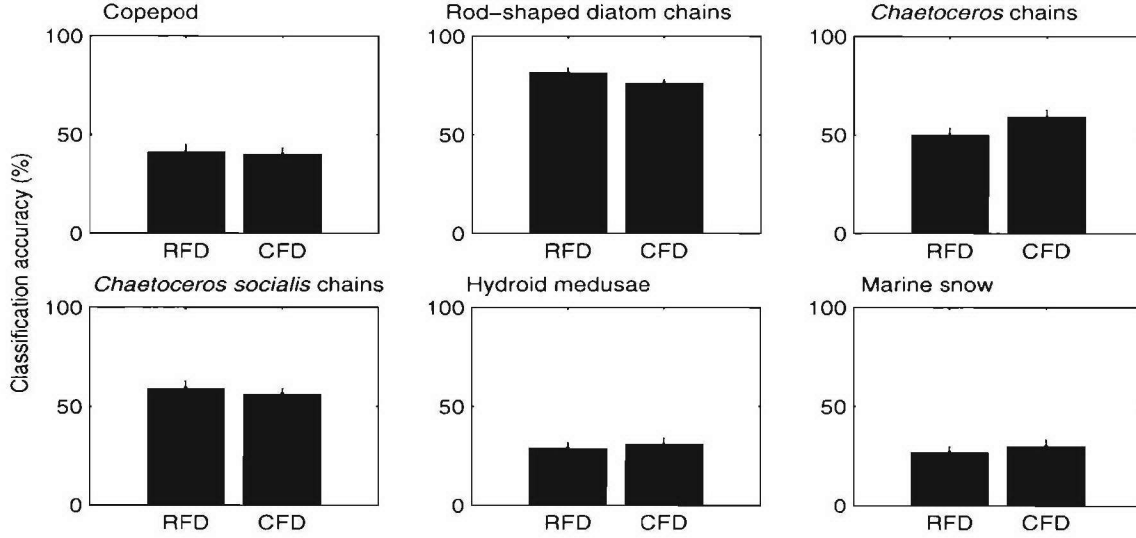 Copepod
Rod-shaped diatom chains
Chaetoceros chains
Classification accuracy (%)
100
50
0
RFD CFD
100
50
0
RFD CFD
100
50
0
RFD CFD
Chaetoceros socialis chains
Hydroid medusae
Marine snow
100
50
0
RFD CFD
100
50
0
RFD CFD
100
50
0
RFD CFD